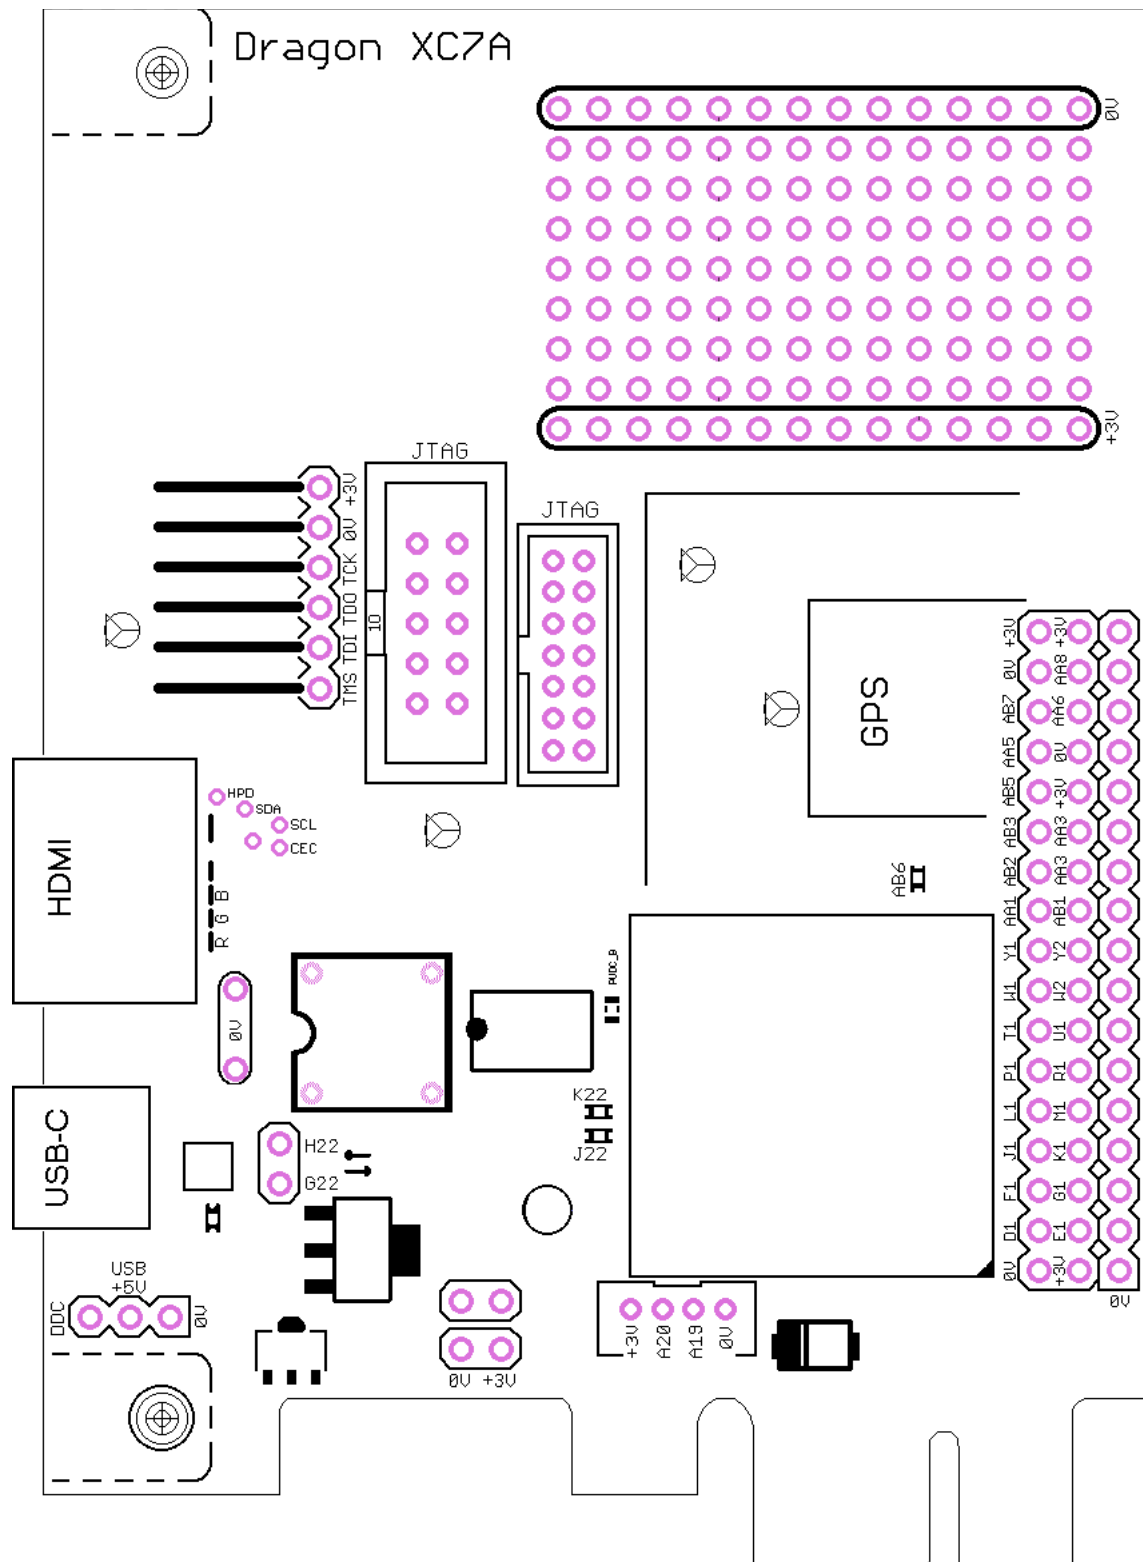 Dragon XC7A
0V
+3V
JTAG
JTAG
+3V
0V
TCK
TDO
TDI
TMS
10
GPS
+3V +3V
0V AA8
AB7 AA6
AA5 0V
AB5 +3V
AB3 AA3
AB2 AA3
AA1 AB1
Y1 Y2
W1 W2
T1 U1
P1 R1
L1 M1
J1 K1
F1 G1
D1 E1
0V +3V
0V
HDMI
HPD
SDA
SCL
CEC
R G B
AB6
PUDC_B
0V
K22
J22
USB-C
H22
G22
USB
+5V
DDC
0V
0V +3V
+3V
A20
A19
0V